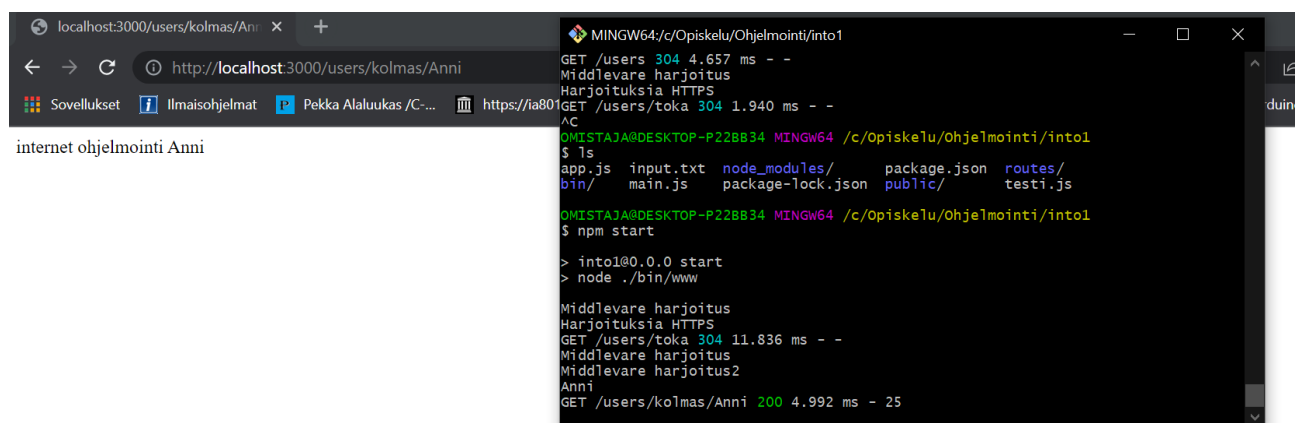 localhost:3000/users/kolmas/Ann
http://localhost:3000/users/kolmas/Anni
Sovellukset Ilmaisohjelmat Pekka Alaluukas /C-... https://ia801
internet ohjelmointi Anni
MINGW64:/c/Opiskelu/Ohjelmointi/into1
GET /users 304 4.657 ms - -
Middlevare harjoitus
Harjoituksia HTTPS
GET /users/toka 304 1.940 ms - -
^C
OMISTAJA@DESKTOP-P22BB34 MINGW64 /c/Opiskelu/Ohjelmointi/into1
$ ls
app.js input.txt node_modules/ package.json routes/
bin/ main.js package-lock.json public/ testi.js
OMISTAJA@DESKTOP-P22BB34 MINGW64 /c/Opiskelu/Ohjelmointi/into1
$ npm start
> into1@0.0.0 start
> node ./bin/www
Middlevare harjoitus
Harjoituksia HTTPS
GET /users/toka 304 11.836 ms - -
Middlevare harjoitus
Middlevare harjoitus2
Anni
GET /users/kolmas/Anni 200 4.992 ms - 25